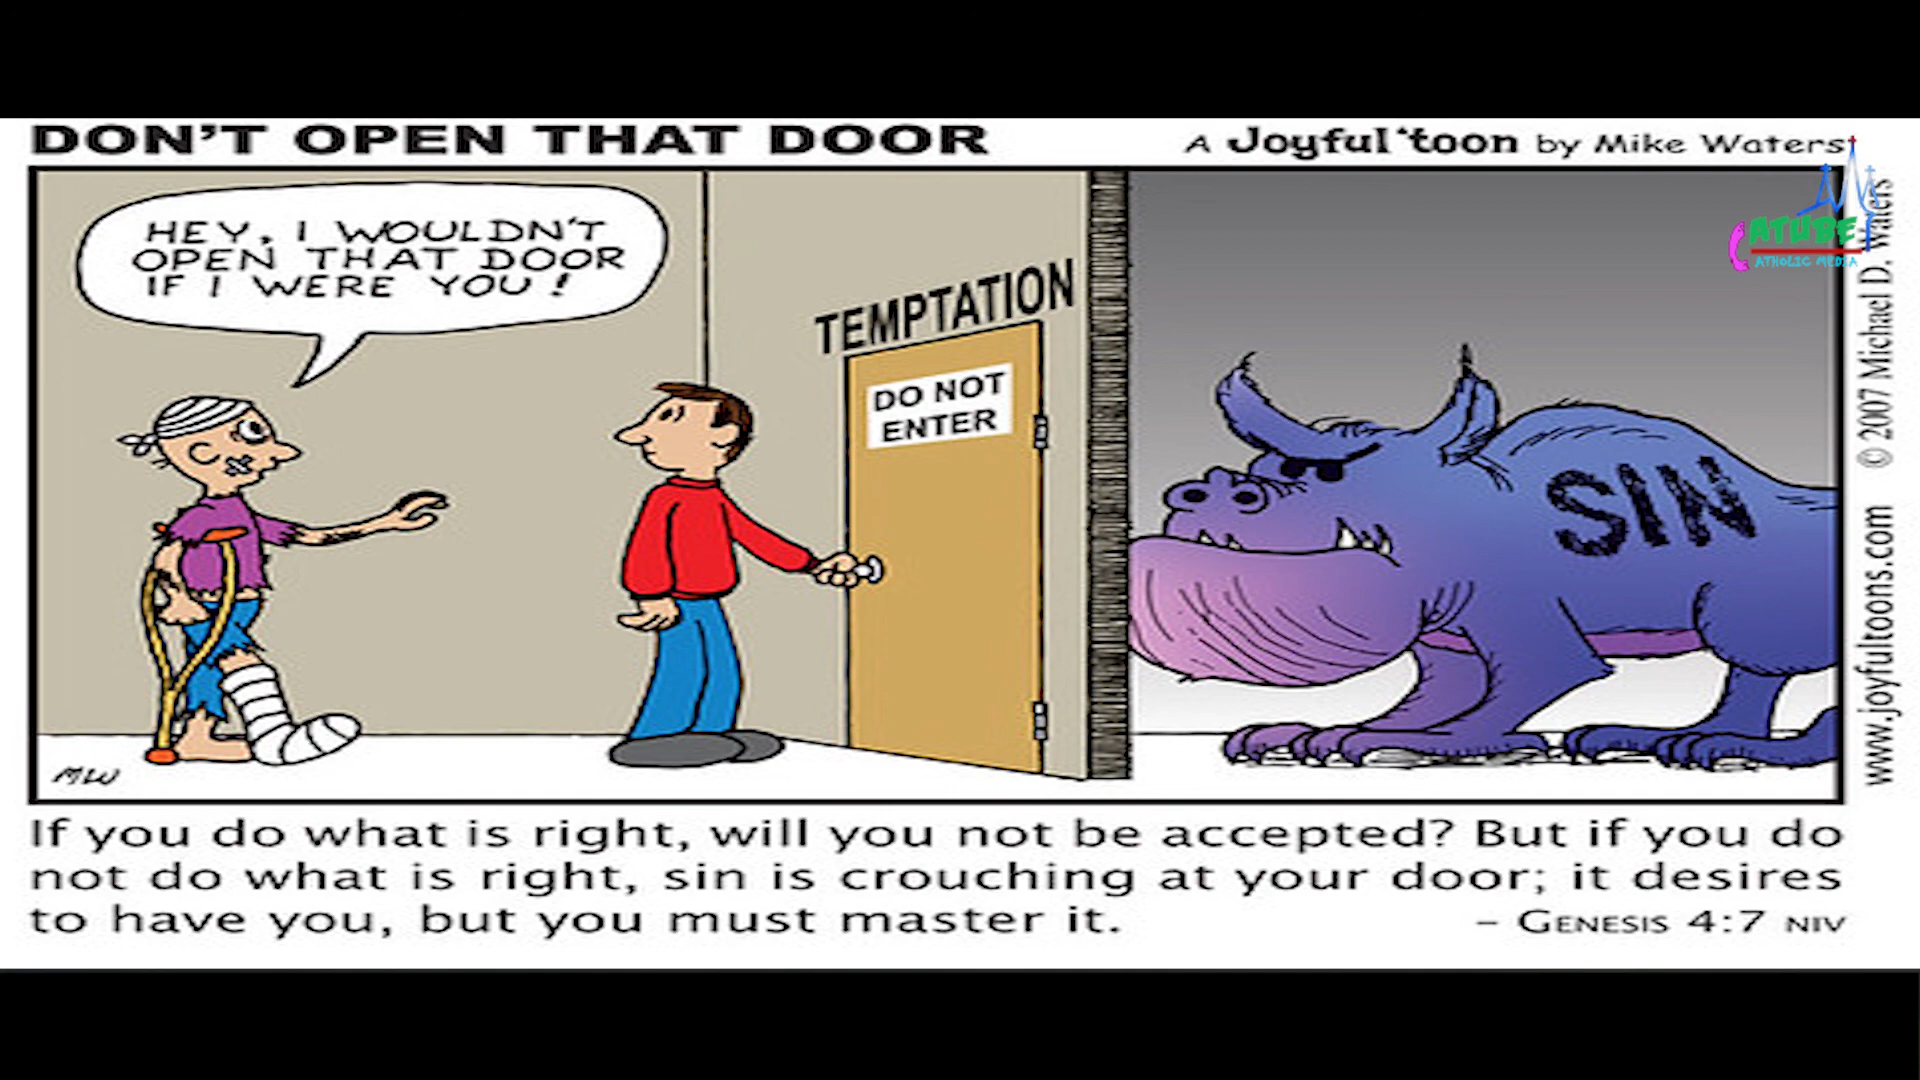 DON'T OPEN THAT DOOR
A Joyful 'toon by Mike Waters
HEY, I WOULDN'T
OPEN THAT DOOR
IF I WERE YOU!
TEMPTATION
DO NOT
ENTER
SIN
MW
ATUBE
ATHOLIC MEDIA
www.joyfultoons.com © 2007 Michael D. Waters
If you do what is right, will you not be accepted? But if you do
not do what is right, sin is crouching at your door; it desires
to have you, but you must master it. – GENESIS 4:7 NIV